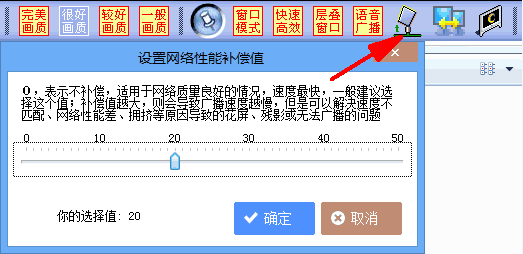 完美画质 很好画质 较好画质 一般画质 窗口模式 快速高效 层叠窗口 语音广播
设置网络性能补偿值
0，表示不补偿，适用于网络质量良好的情况，速度最快，一般建议选
择这个值；补偿值越大，则会导致广播速度越慢，但是可以解决速度不
匹配、网络性能差、拥挤等原因导致的花屏、残影或无法广播的问题
0 10 20 30 40 50
你的选择值: 20
确定 取消